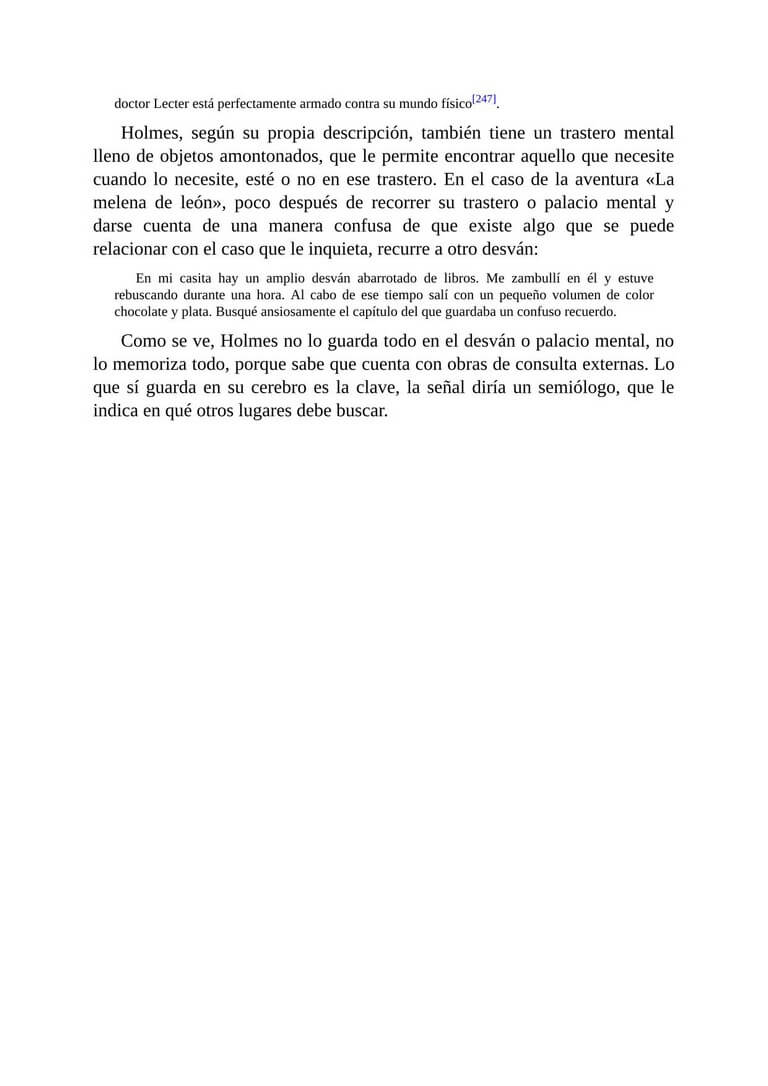 doctor Lecter está perfectamente armado contra su mundo físico[247].
Holmes, según su propia descripción, también tiene un trastero mental
lleno de objetos amontonados, que le permite encontrar aquello que necesite
cuando lo necesite, esté o no en ese trastero. En el caso de la aventura «La
melena de león», poco después de recorrer su trastero o palacio mental y
darse cuenta de una manera confusa de que existe algo que se puede
relacionar con el caso que le inquieta, recurre a otro desván:
En mi casita hay un amplio desván abarrotado de libros. Me zambullí en él y estuve
rebuscando durante una hora. Al cabo de ese tiempo salí con un pequeño volumen de color
chocolate y plata. Busqué ansiosamente el capítulo del que guardaba un confuso recuerdo.
Como se ve, Holmes no lo guarda todo en el desván o palacio mental, no
lo memoriza todo, porque sabe que cuenta con obras de consulta externas. Lo
que sí guarda en su cerebro es la clave, la señal diría un semiólogo, que le
indica en qué otros lugares debe buscar.